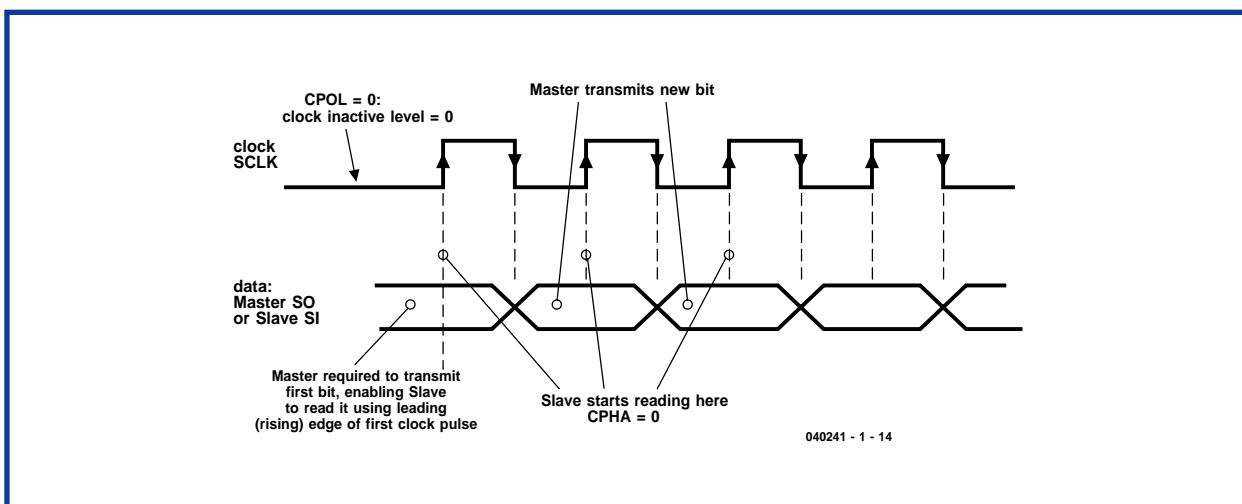 Master transmits new bit
CPOL = 0:
clock inactive level = 0
clock
SCLK
data:
Master SO
or Slave SI
Master required to transmit
first bit, enabling Slave
to read it using leading
(rising) edge of first clock pulse
Slave starts reading here
CPHA = 0
040241 - 1 - 14